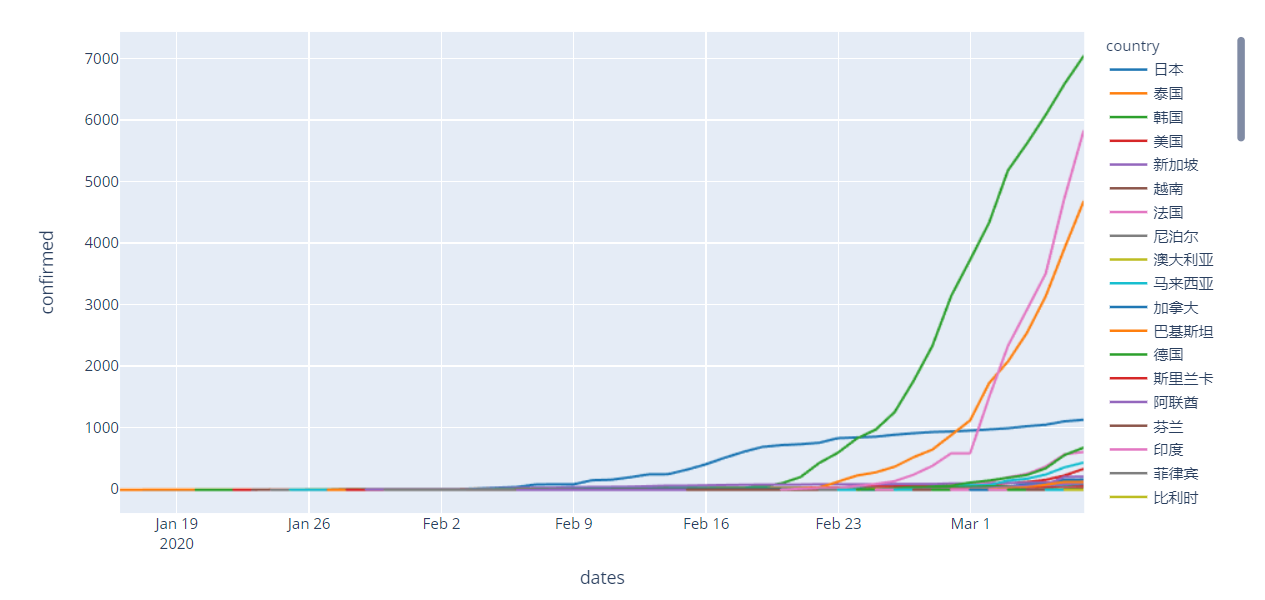 country
日本
泰国
韩国
美国
新加坡
越南
法国
尼泊尔
澳大利亚
马来西亚
加拿大
巴基斯坦
德国
斯里兰卡
阿联酋
芬兰
印度
菲律宾
比利时
confirmed
7000
6000
5000
4000
3000
2000
1000
0
Jan 19 Jan 26 Feb 2 Feb 9 Feb 16 Feb 23 Mar 1
2020
dates